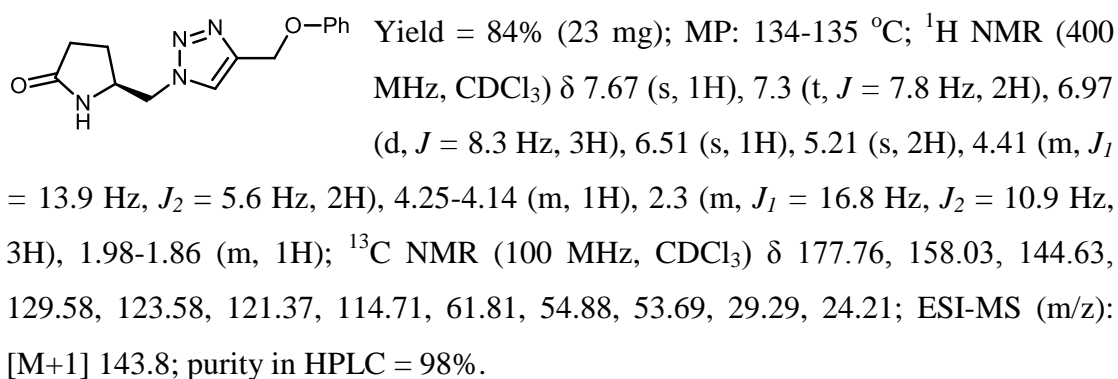 O N H N N N O Ph
Yield = 84% (23 mg); MP: 134-135 °C; ¹H NMR (400
MHz, CDCl₃) δ 7.67 (s, 1H), 7.3 (t, J = 7.8 Hz, 2H), 6.97
(d, J = 8.3 Hz, 3H), 6.51 (s, 1H), 5.21 (s, 2H), 4.41 (m, J₁
= 13.9 Hz, J₂ = 5.6 Hz, 2H), 4.25-4.14 (m, 1H), 2.3 (m, J₁ = 16.8 Hz, J₂ = 10.9 Hz,
3H), 1.98-1.86 (m, 1H); ¹³C NMR (100 MHz, CDCl₃) δ 177.76, 158.03, 144.63,
129.58, 123.58, 121.37, 114.71, 61.81, 54.88, 53.69, 29.29, 24.21; ESI-MS (m/z):
[M+1] 143.8; purity in HPLC = 98%.